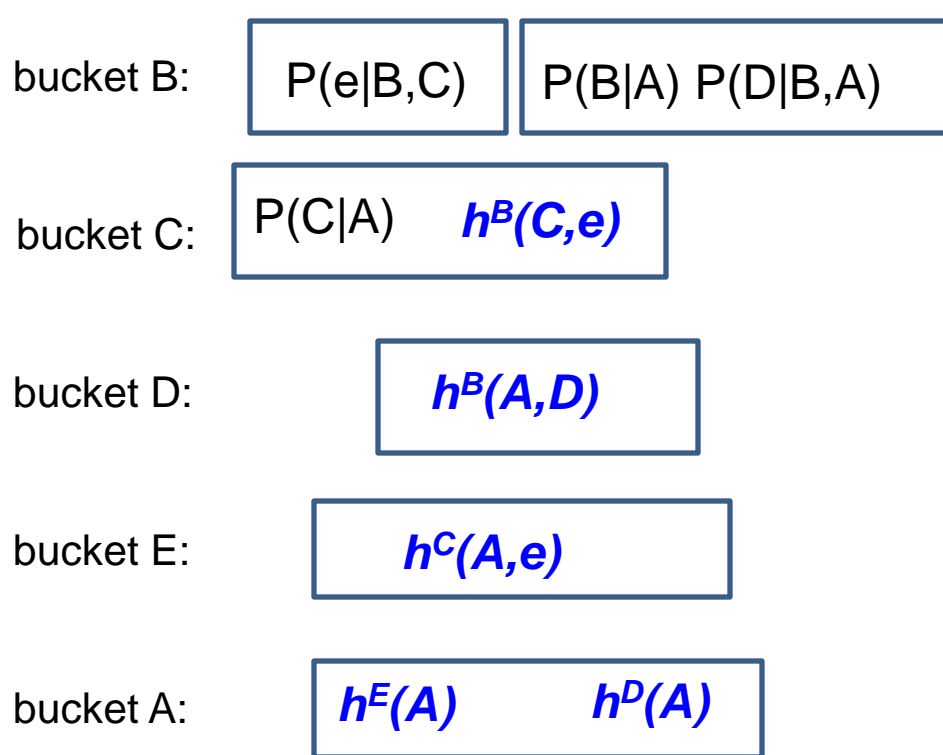 bucket B: P(e|B,C) P(B|A) P(D|B,A)
bucket C: P(C|A) h^B(C,e)
bucket D: h^B(A,D)
bucket E: h^C(A,e)
bucket A: h^E(A) h^D(A)